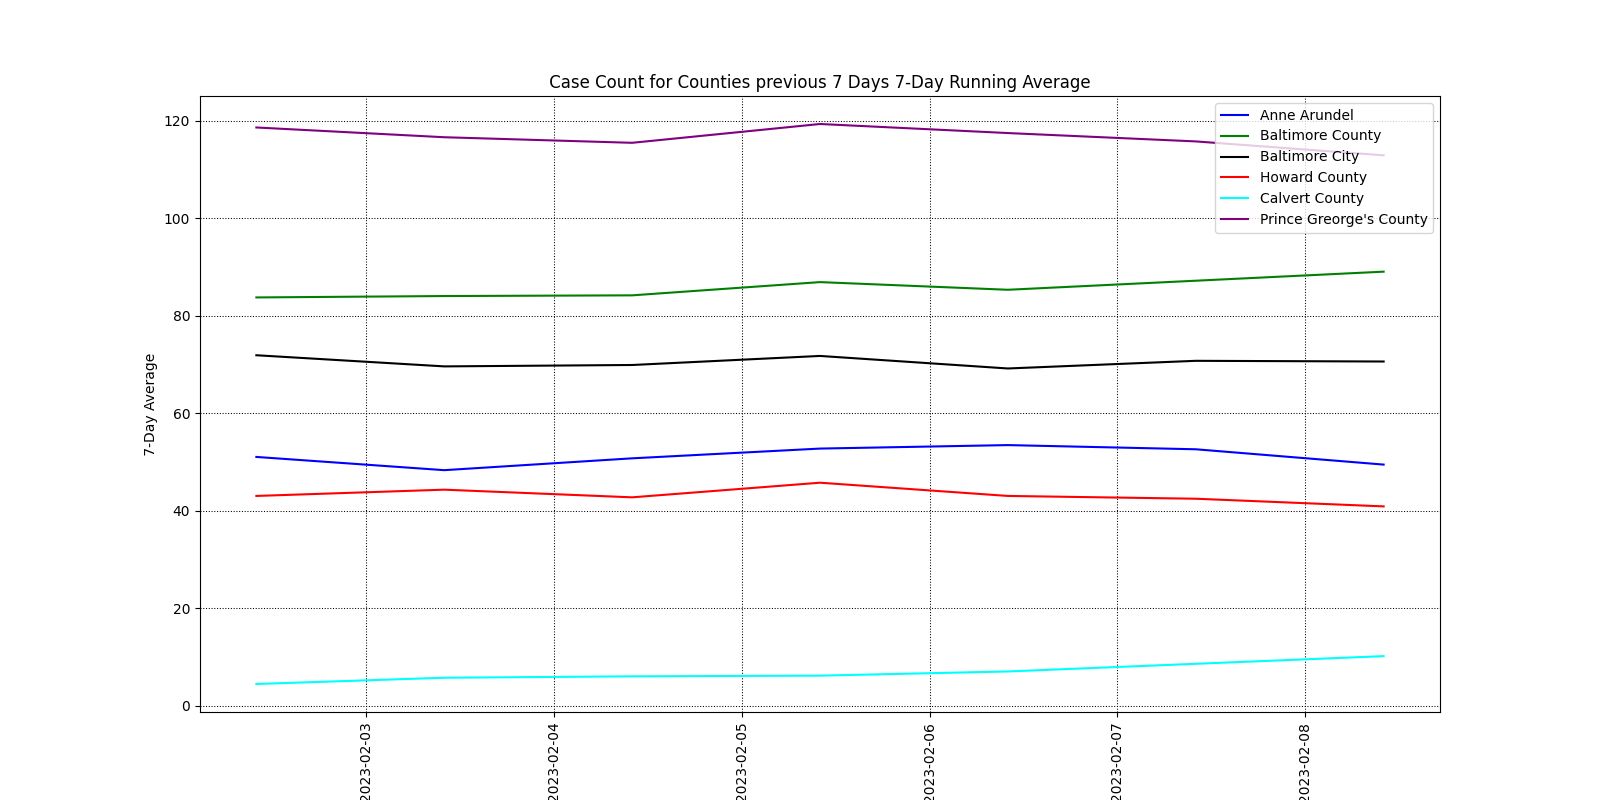 Case Count for Counties previous 7 Days 7-Day Running Average
Anne Arundel
Baltimore County
Baltimore City
Howard County
Calvert County
Prince Greorge's County
7-Day Average
120
100
80
60
40
20
0
2023-02-03
2023-02-04
2023-02-05
2023-02-06
2023-02-07
2023-02-08